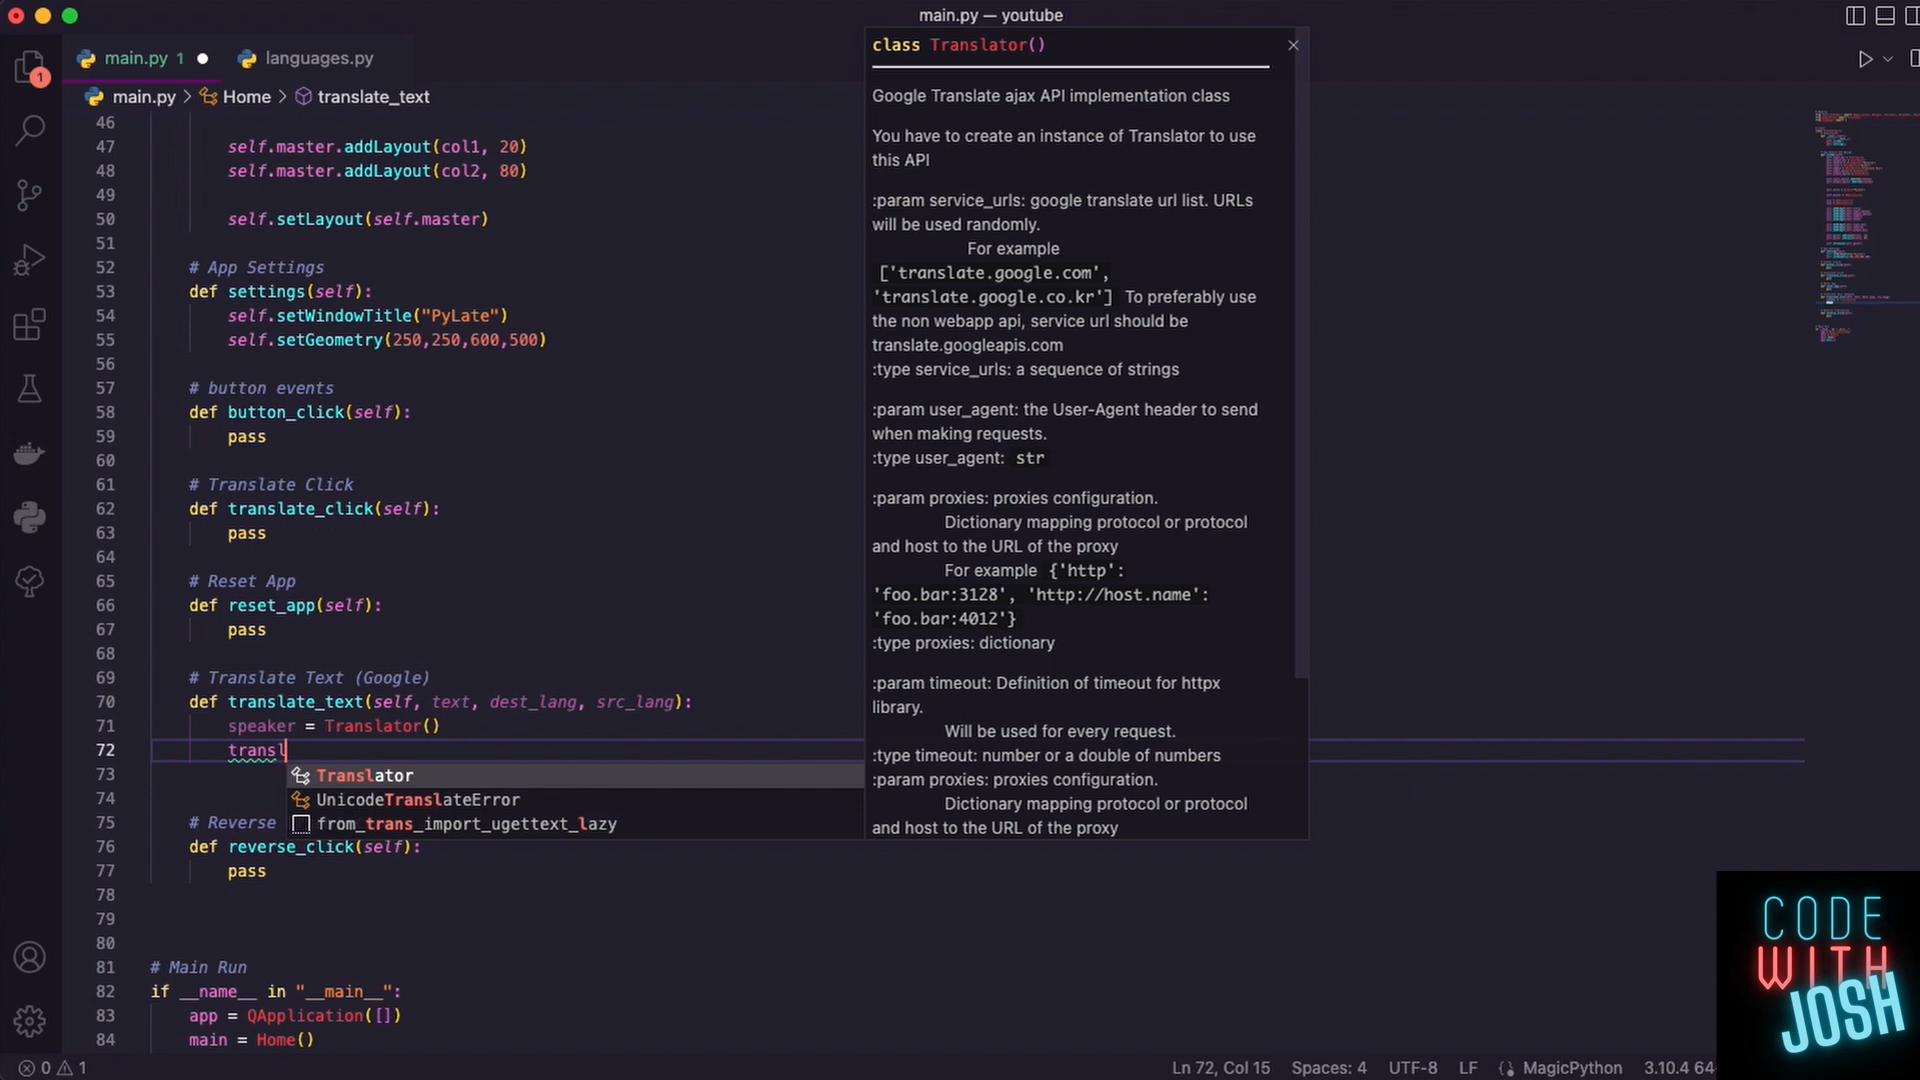 main.py — youtube
main.py 1
languages.py
1
main.py > Home > translate_text
46
47 self.master.addLayout(col1, 20)
48 self.master.addLayout(col2, 80)
49
50 self.setLayout(self.master)
51
52 # App Settings
53 def settings(self):
54 self.setWindowTitle("PyLate")
55 self.setGeometry(250,250,600,500)
56
57 # button events
58 def button_click(self):
59 pass
60
61 # Translate Click
62 def translate_click(self):
63 pass
64
65 # Reset App
66 def reset_app(self):
67 pass
68
69 # Translate Text (Google)
70 def translate_text(self, text, dest_lang, src_lang):
71 speaker = Translator()
72 transl
73
74
75 # Reverse
76 def reverse_click(self):
77 pass
78
79
80
81 # Main Run
82 if __name__ in "__main__":
83 app = QApplication([])
84 main = Home()
Translator
UnicodeTranslateError
from_trans_import_ugettext_lazy
class Translator()
Google Translate ajax API implementation class
You have to create an instance of Translator to use
this API
:param service_urls: google translate url list. URLs
will be used randomly.
For example
['translate.google.com',
'translate.google.co.kr'] To preferably use
the non webapp api, service url should be
translate.googleapis.com
:type service_urls: a sequence of strings
:param user_agent: the User-Agent header to send
when making requests.
:type user_agent: str
:param proxies: proxies configuration.
Dictionary mapping protocol or protocol
and host to the URL of the proxy
For example {'http':
'foo.bar:3128', 'http://host.name':
'foo.bar:4012'}
:type proxies: dictionary
:param timeout: Definition of timeout for httpx
library.
Will be used for every request.
:type timeout: number or a double of numbers
:param proxies: proxies configuration.
Dictionary mapping protocol or protocol
and host to the URL of the proxy
CODE
WITH
JOSH
0 1
Ln 72, Col 15
Spaces: 4
UTF-8
LF
MagicPython
3.10.4 64